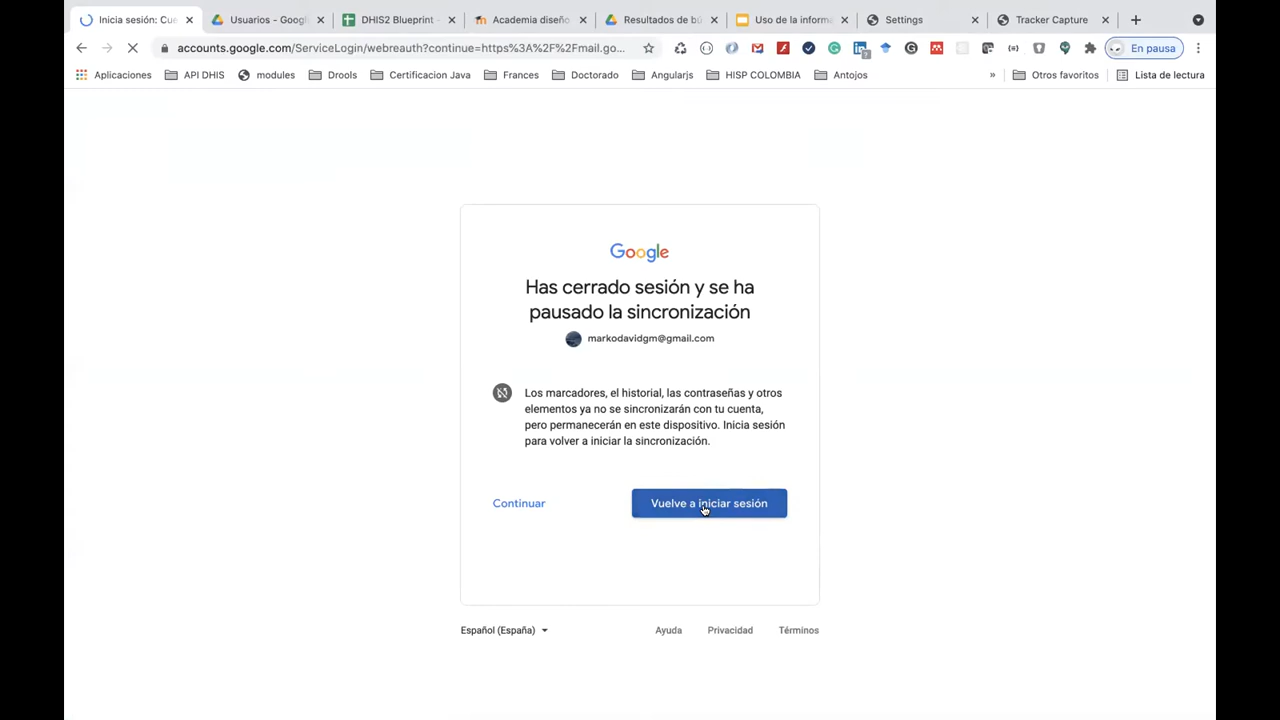 Inicia sesión: Cue
Usuarios - Googl
DHIS2 Blueprint -
Academia diseño
Resultados de bú
Uso de la informa
Settings
Tracker Capture
accounts.google.com/ServiceLogin/webreauth?continue=https%3A%2F%2Fmail.go...
En pausa
Aplicaciones
API DHIS
modules
Drools
Certificacion Java
Frances
Doctorado
Angularjs
HISP COLOMBIA
Antojos
»
Otros favoritos
Lista de lectura
Google
Has cerrado sesión y se ha
pausado la sincronización
markodavidgm@gmail.com
Los marcadores, el historial, las contraseñas y otros
elementos ya no se sincronizarán con tu cuenta,
pero permanecerán en este dispositivo. Inicia sesión
para volver a iniciar la sincronización.
Continuar
Vuelve a iniciar sesión
Español (España)
Ayuda
Privacidad
Términos